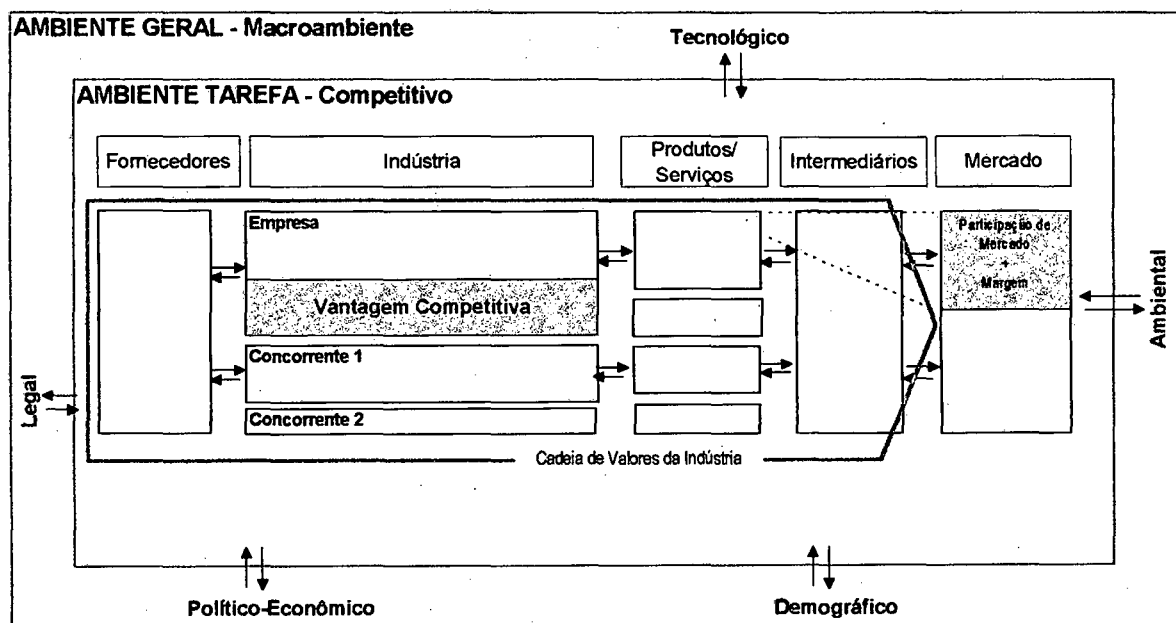 AMBIENTE GERAL - Macroambiente
Tecnológico
AMBIENTE TAREFA - Competitivo
Fornecedores
Indústria
Produtos/
Serviços
Intermediários
Mercado
Empresa
Vantagem Competitiva
Participação de
Mercado
+
Margem
Concorrente 1
Concorrente 2
Cadeia de Valores da Indústria
Legal
Ambiental
Político-Econômico
Demográfico